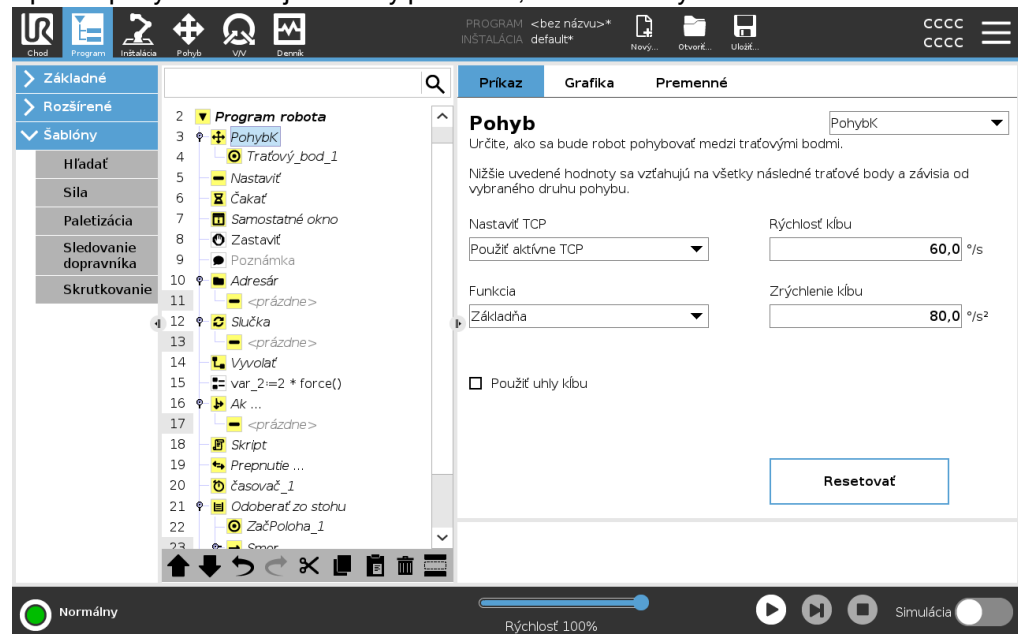 PROGRAM <bez názvu>*
INŠTALÁCIA default*
CCCC
CCCC
Chod
Program
Inštalácia
Pohyb
V/V
Denník
Nový...
Otvoriť...
Uložiť...
Základné
Rozšírené
Šablóny
Hľadať
Sila
Paletizácia
Sledovanie
dopravníka
Skrutkovanie
2 Program robota
3 PohybK
4 Traťový_bod_1
5 Nastaviť
6 Čakať
7 Samostatné okno
8 Zastaviť
9 Poznámka
10 Adresár
11 <prázdne>
12 Slučka
13 <prázdne>
14 Vyvolať
15 var_2:=2 * force()
16 Ak ...
17 <prázdne>
18 Skript
19 Prepnutie ...
20 časovač_1
21 Odoberať zo stohu
22 ZačPoloha_1
23 Smer
Príkaz
Grafika
Premenné
Pohyb
PohybK
Určite, ako sa bude robot pohybovať medzi traťovými bodmi.
Nižšie uvedené hodnoty sa vzťahujú na všetky následné traťové body a závisia od
vybraného druhu pohybu.
Nastaviť TCP
Rýchlosť kĺbu
Použiť aktívne TCP
60,0 °/s
Funkcia
Zrýchlenie kĺbu
Základňa
80,0 °/s²
Použiť uhly kĺbu
Resetovať
Normálny
Rýchlosť 100%
Simulácia